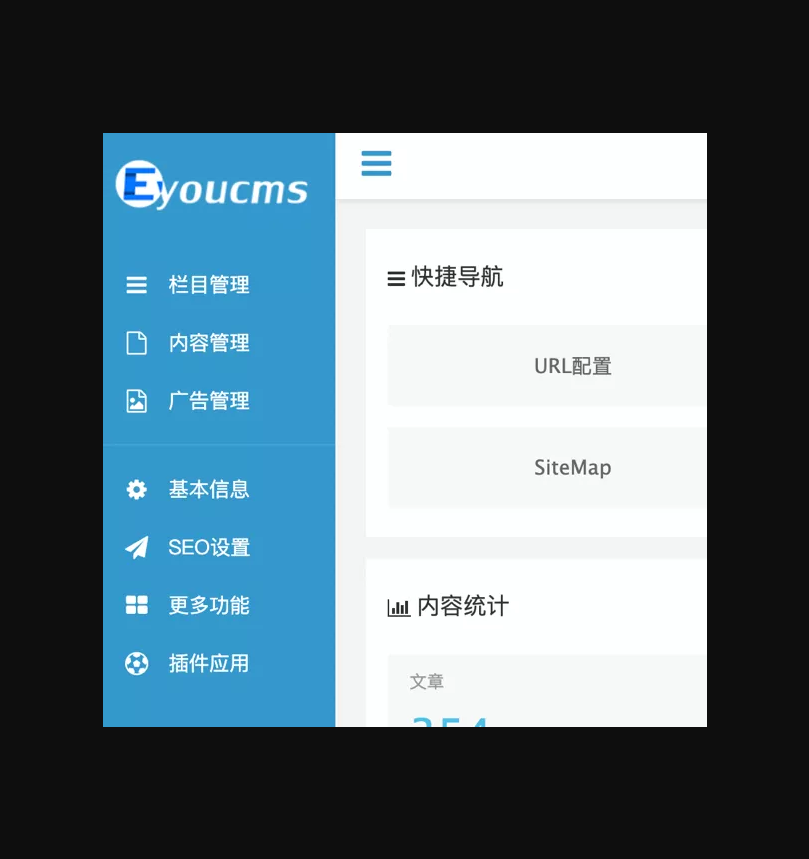 Eyoucms
栏目管理
内容管理
广告管理
基本信息
SEO设置
更多功能
插件应用
快捷导航
URL配置
SiteMap
内容统计
文章
354